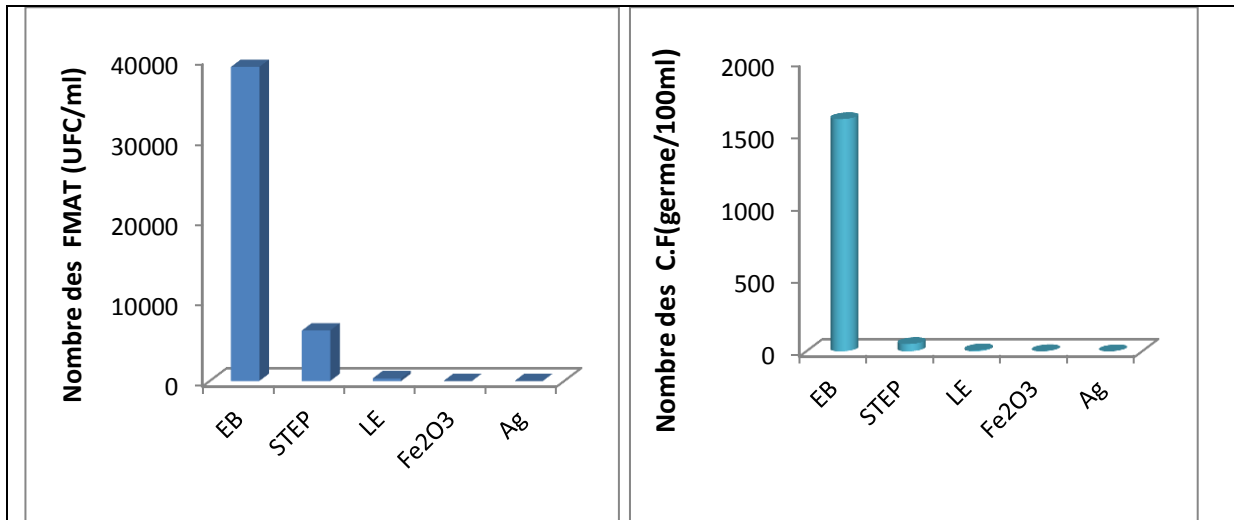 Nombre des FMAT (UFC/ml)
40000
30000
20000
10000
0
EB
STEP
LE
Fe2O3
Ag
Nombre des C.F(germe/100ml)
2000
1500
1000
500
0
EB
STEP
LE
Fe2O3
Ag